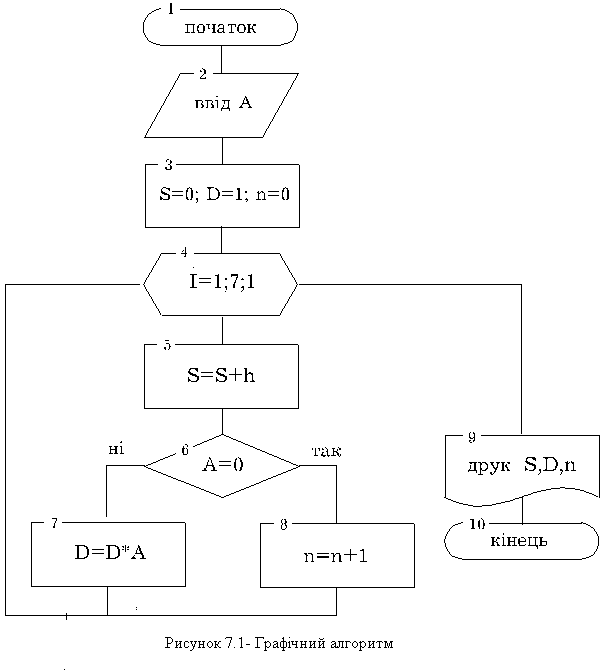 1
початок
2
ввід A
3
S=0; D=1; n=0
4
I=1;7;1
5
S=S+h
6
A=0
ні
так
7
D=D*A
8
n=n+1
9
друк S,D,n
10
кінець
Рисунок 7.1- Графічний алгоритм